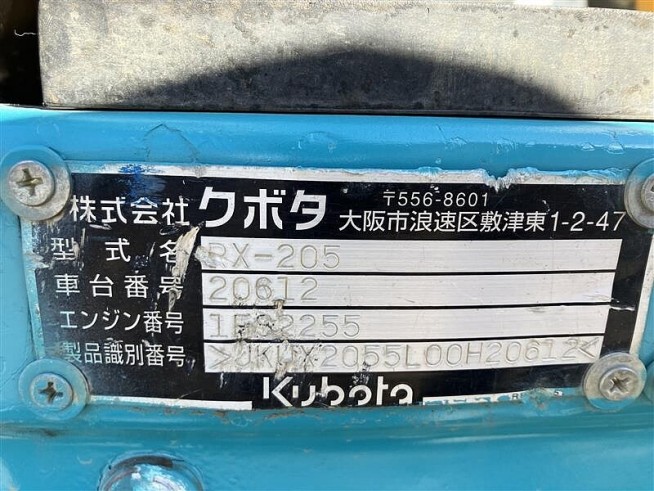 株式会社 クボタ
〒556-8601
大阪市浪速区敷津東1-2-47
型式名 RX-205
車台番号 20612
エンジン番号
製品識別番号
Kubota